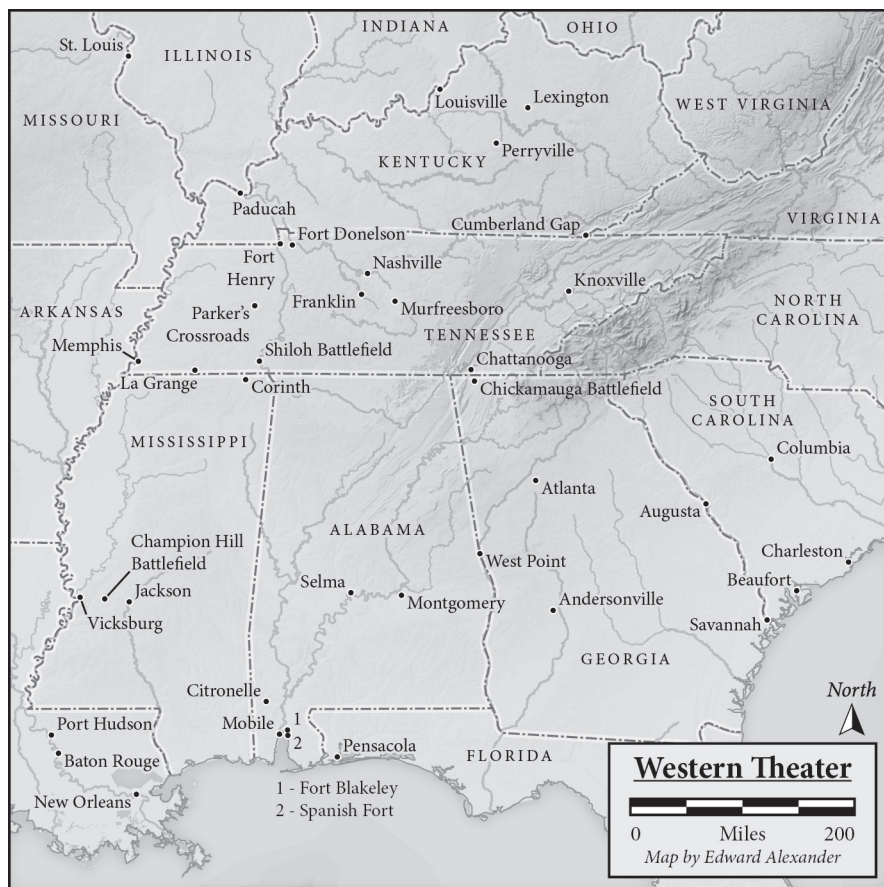 INDIANA
OHIO
St. Louis
ILLINOIS
Louisville
Lexington
WEST VIRGINIA
MISSOURI
KENTUCKY
Perryville
Paducah
VIRGINIA
Cumberland Gap
Fort Donelson
Fort
Henry
Nashville
Knoxville
Franklin
Murfreesboro
NORTH
CAROLINA
ARKANSAS
Parker’s
Crossroads
TENNESSEE
Memphis
Shiloh Battlefield
Chattanooga
La Grange
Corinth
Chickamauga Battlefield
SOUTH
CAROLINA
MISSISSIPPI
Columbia
Atlanta
Augusta
ALABAMA
Champion Hill
Battlefield
West Point
Charleston
Selma
Jackson
Montgomery
Andersonville
Beaufort
Vicksburg
Savannah
GEORGIA
Citronelle
North
Port Hudson
Mobile
1
2
Pensacola
FLORIDA
Baton Rouge
New Orleans
1 - Fort Blakeley
2 - Spanish Fort
Western Theater
0 Miles 200
Map by Edward Alexander